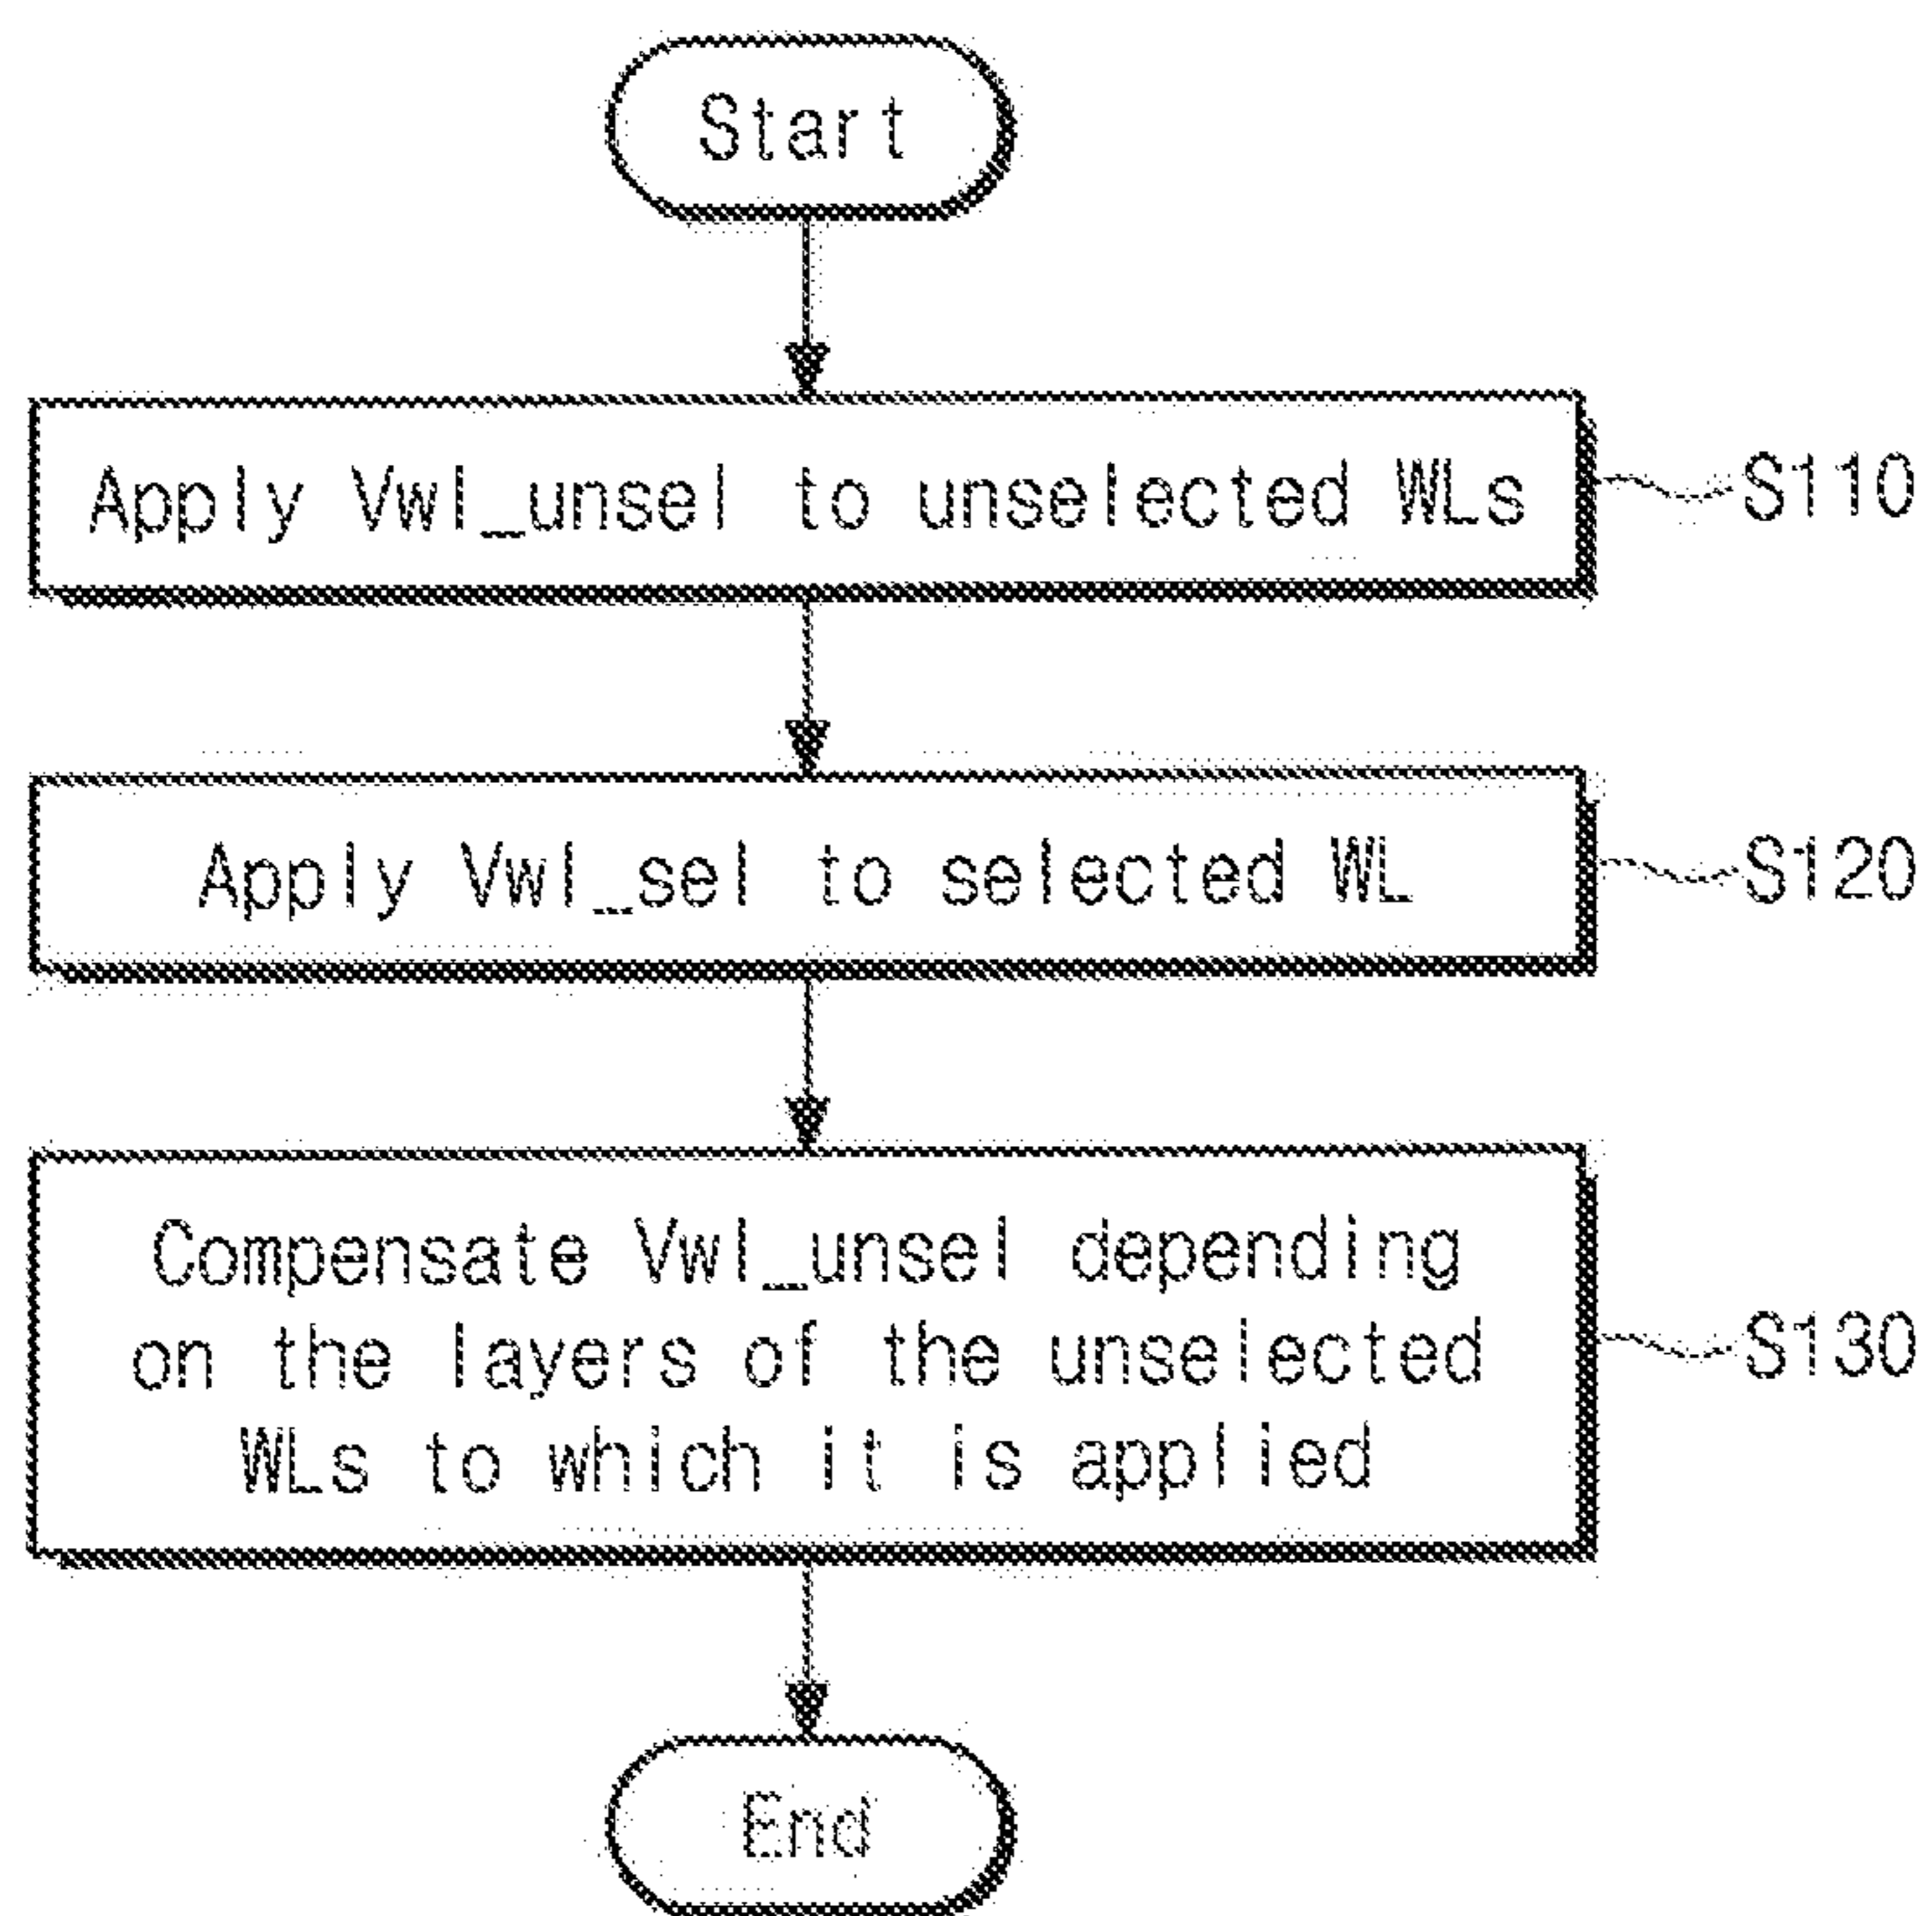 Start
Apply Vwl_unsel to unselected WLs
S110
Apply Vwl_sel to selected WL
S120
Compensate Vwl_unsel depending
on the layers of the unselected
WLs to which it is applied
S130
End